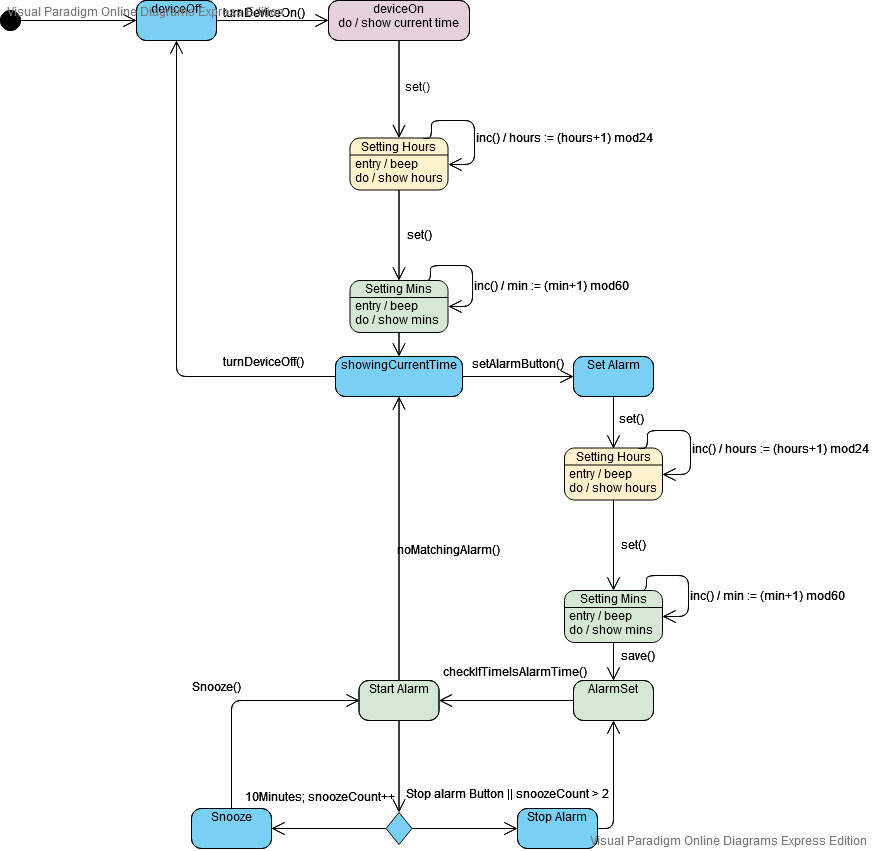 Visual Paradigm Online Diagrams Express Edition
deviceOff
turnDeviceOn()
deviceOn
do / show current time
set()
Setting Hours
entry / beep
do / show hours
inc() / hours := (hours+1) mod24
set()
Setting Mins
entry / beep
do / show mins
inc() / min := (min+1) mod60
turnDeviceOff()
showingCurrentTime
setAlarmButton()
Set Alarm
set()
Setting Hours
entry / beep
do / show hours
inc() / hours := (hours+1) mod24
set()
noMatchingAlarm()
Setting Mins
entry / beep
do / show mins
inc() / min := (min+1) mod60
save()
checkIfTimeIsAlarmTime()
Snooze()
Start Alarm
AlarmSet
10Minutes; snoozeCount++
Stop alarm Button || snoozeCount > 2
Snooze
Stop Alarm
Visual Paradigm Online Diagrams Express Edition